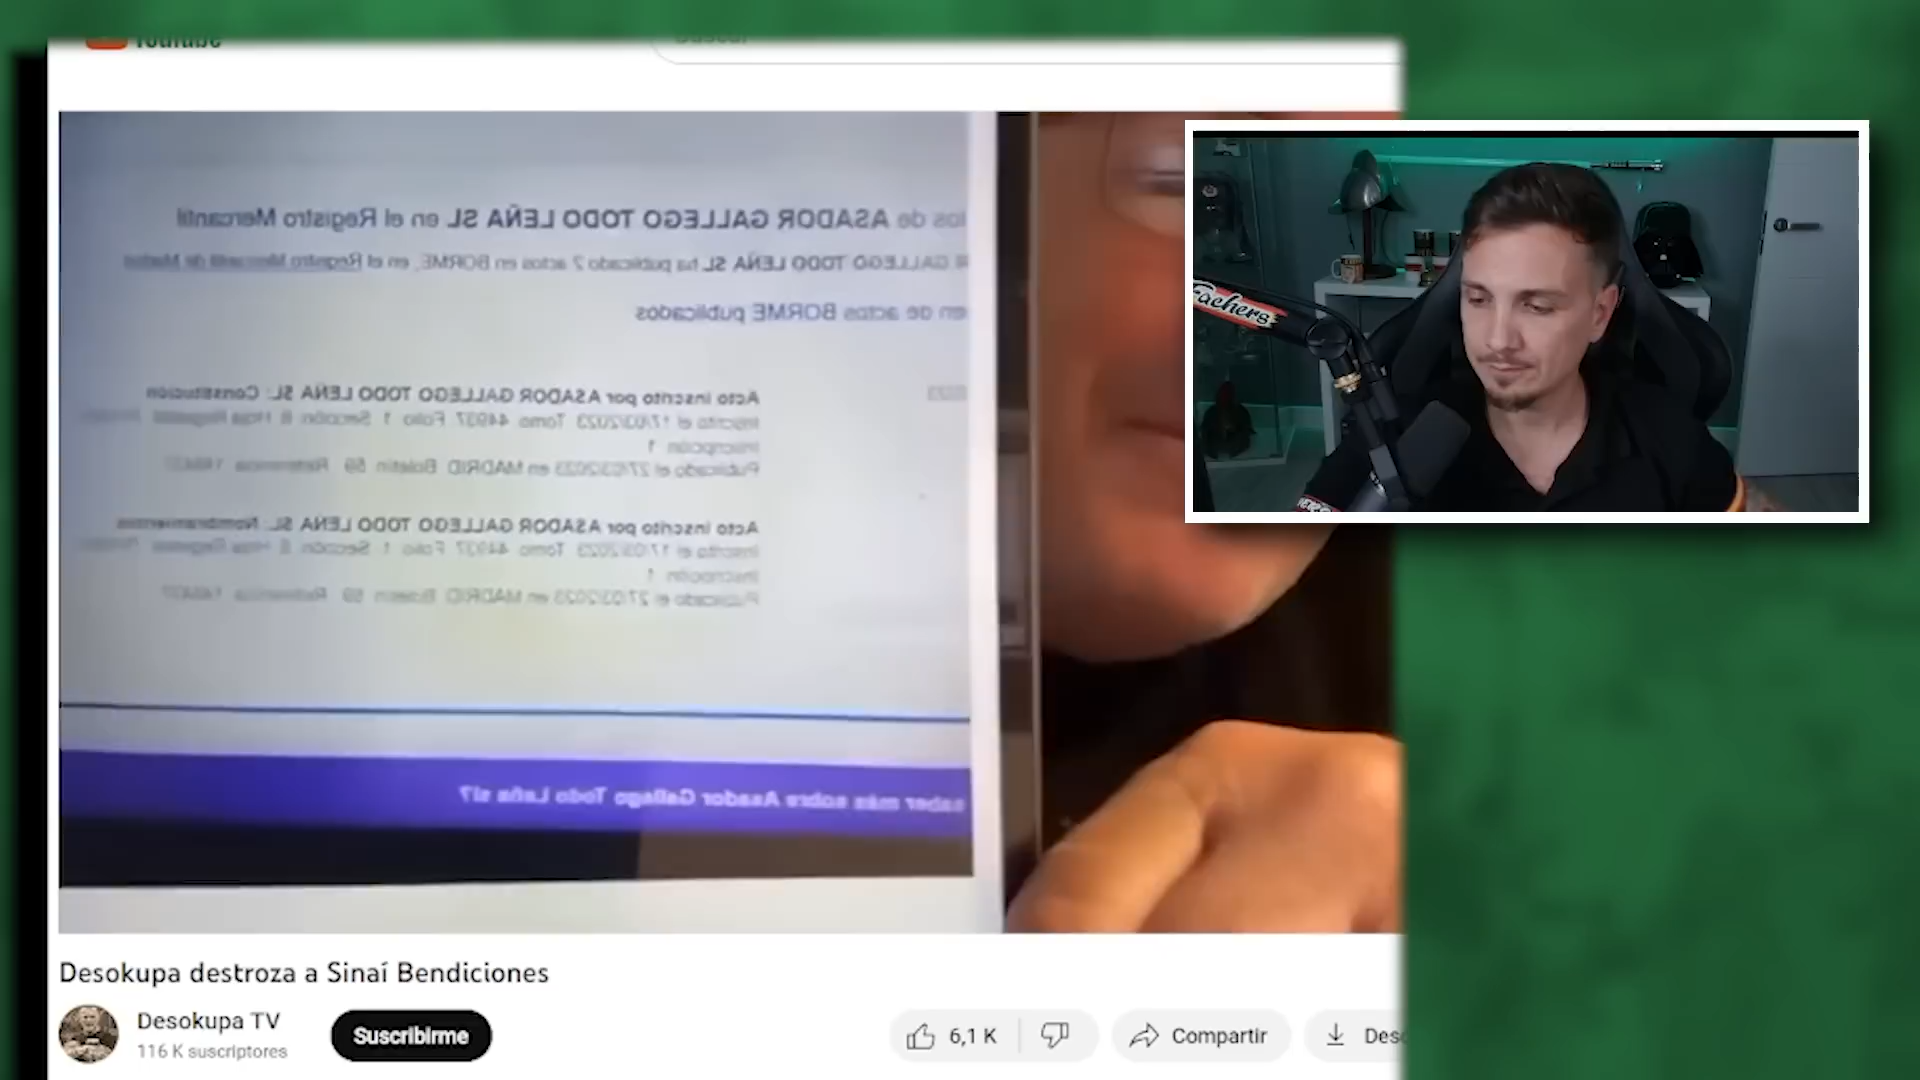 YouTube
los de ASADOR GALLEGO TODO LEÑA SL en el Registro Mercantil
R GALLEGO TODO LEÑA SL ha publicado 2 actos en BORME, en el Registro Mercantil de Madrid
en de actos BORME publicados
2023
Acto inscrito por ASADOR GALLEGO TODO LEÑA SL: Constitución
Inscrito el 17/03/2023 Tomo 44937 Folio 1 Sección 8 Hoja Registral
Inscripción 1
Publicado el 27/03/2023 en MADRID Boletín 59 Referencia
Acto inscrito por ASADOR GALLEGO TODO LEÑA SL: Nombramientos
Inscrito el 17/03/2023 Tomo 44937 Folio 1 Sección 8 Hoja Registral
Inscripción 1
Publicado el 27/03/2023 en MADRID Boletín 59 Referencia
saber más sobre Asador Gallego Todo Leña sl?
Fachers
Desokupa destroza a Sinaí Bendiciones
Desokupa TV
116 K suscriptores
Suscribirme
6,1 K
Compartir
Desc